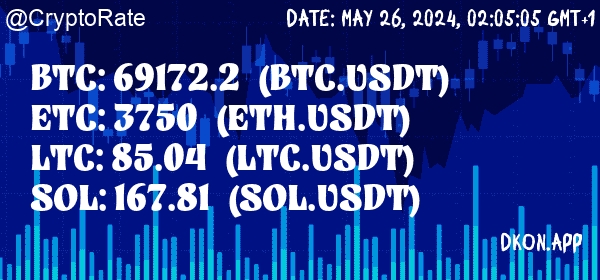 @CryptoRate
DATE: MAY 26, 2024, 02:05:05 GMT+1
BTC: 69172.2 (BTC.USDT)
ETC: 3750 (ETH.USDT)
LTC: 85.04 (LTC.USDT)
SOL: 167.81 (SOL.USDT)
DKON.APP